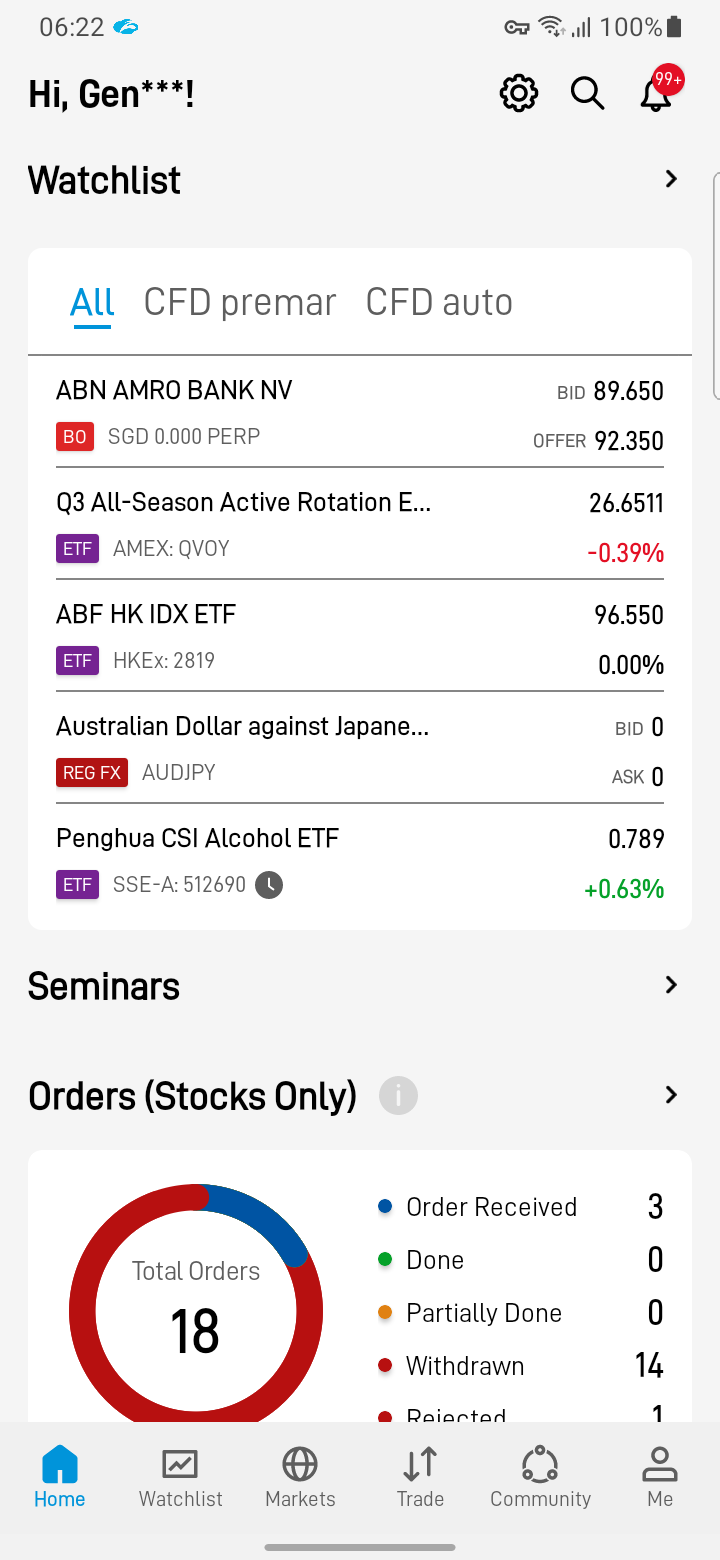 06:22 100%
Hi, Gen***! 99+
Watchlist
All CFD premar CFD auto
ABN AMRO BANK NV BID 89.650
BO SGD 0.000 PERP OFFER 92.350
Q3 All-Season Active Rotation E... 26.6511
ETF AMEX: QVOY -0.39%
ABF HK IDX ETF 96.550
ETF HKEx: 2819 0.00%
Australian Dollar against Japane... BID 0
REG FX AUDJPY ASK 0
Penghua CSI Alcohol ETF 0.789
ETF SSE-A: 512690 +0.63%
Seminars
Orders (Stocks Only) i
Total Orders
18
Order Received 3
Done 0
Partially Done 0
Withdrawn 14
Rejected 1
Home Watchlist Markets Trade Community Me